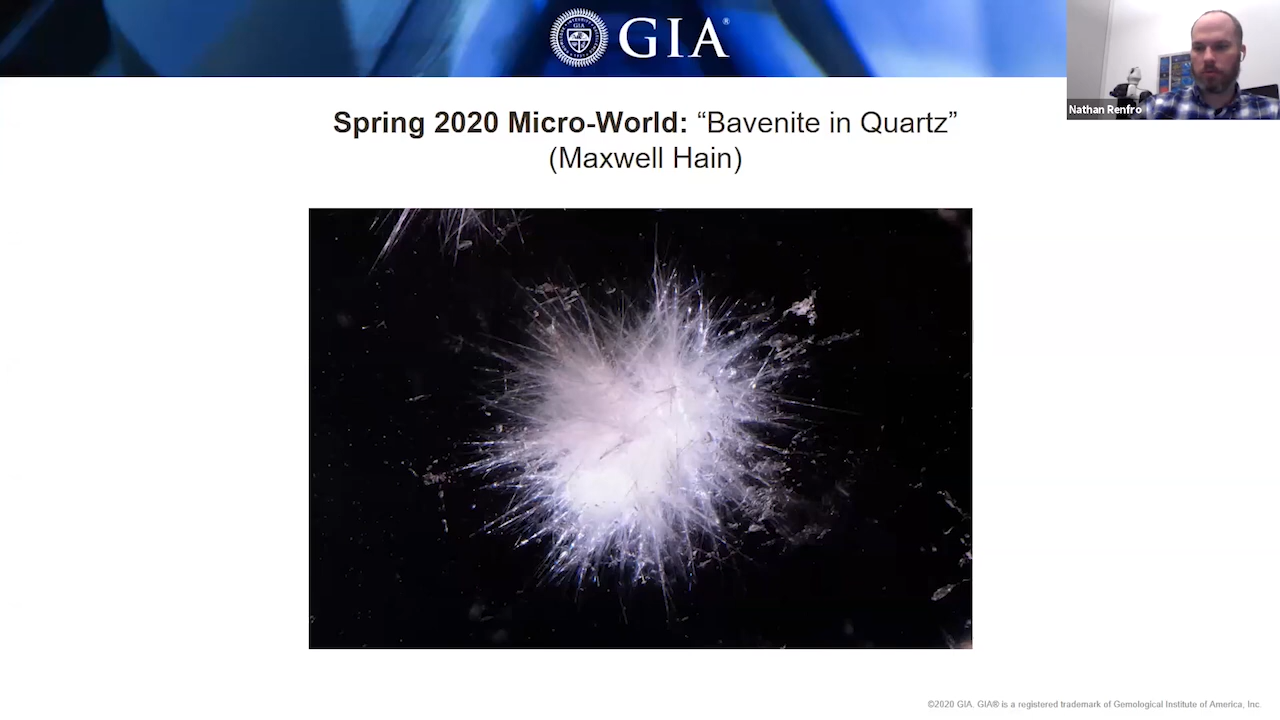 GIA®
Nathan Renfro
Spring 2020 Micro-World: “Bavenite in Quartz”
(Maxwell Hain)
©2020 GIA. GIA® is a registered trademark of Gemological Institute of America, Inc.